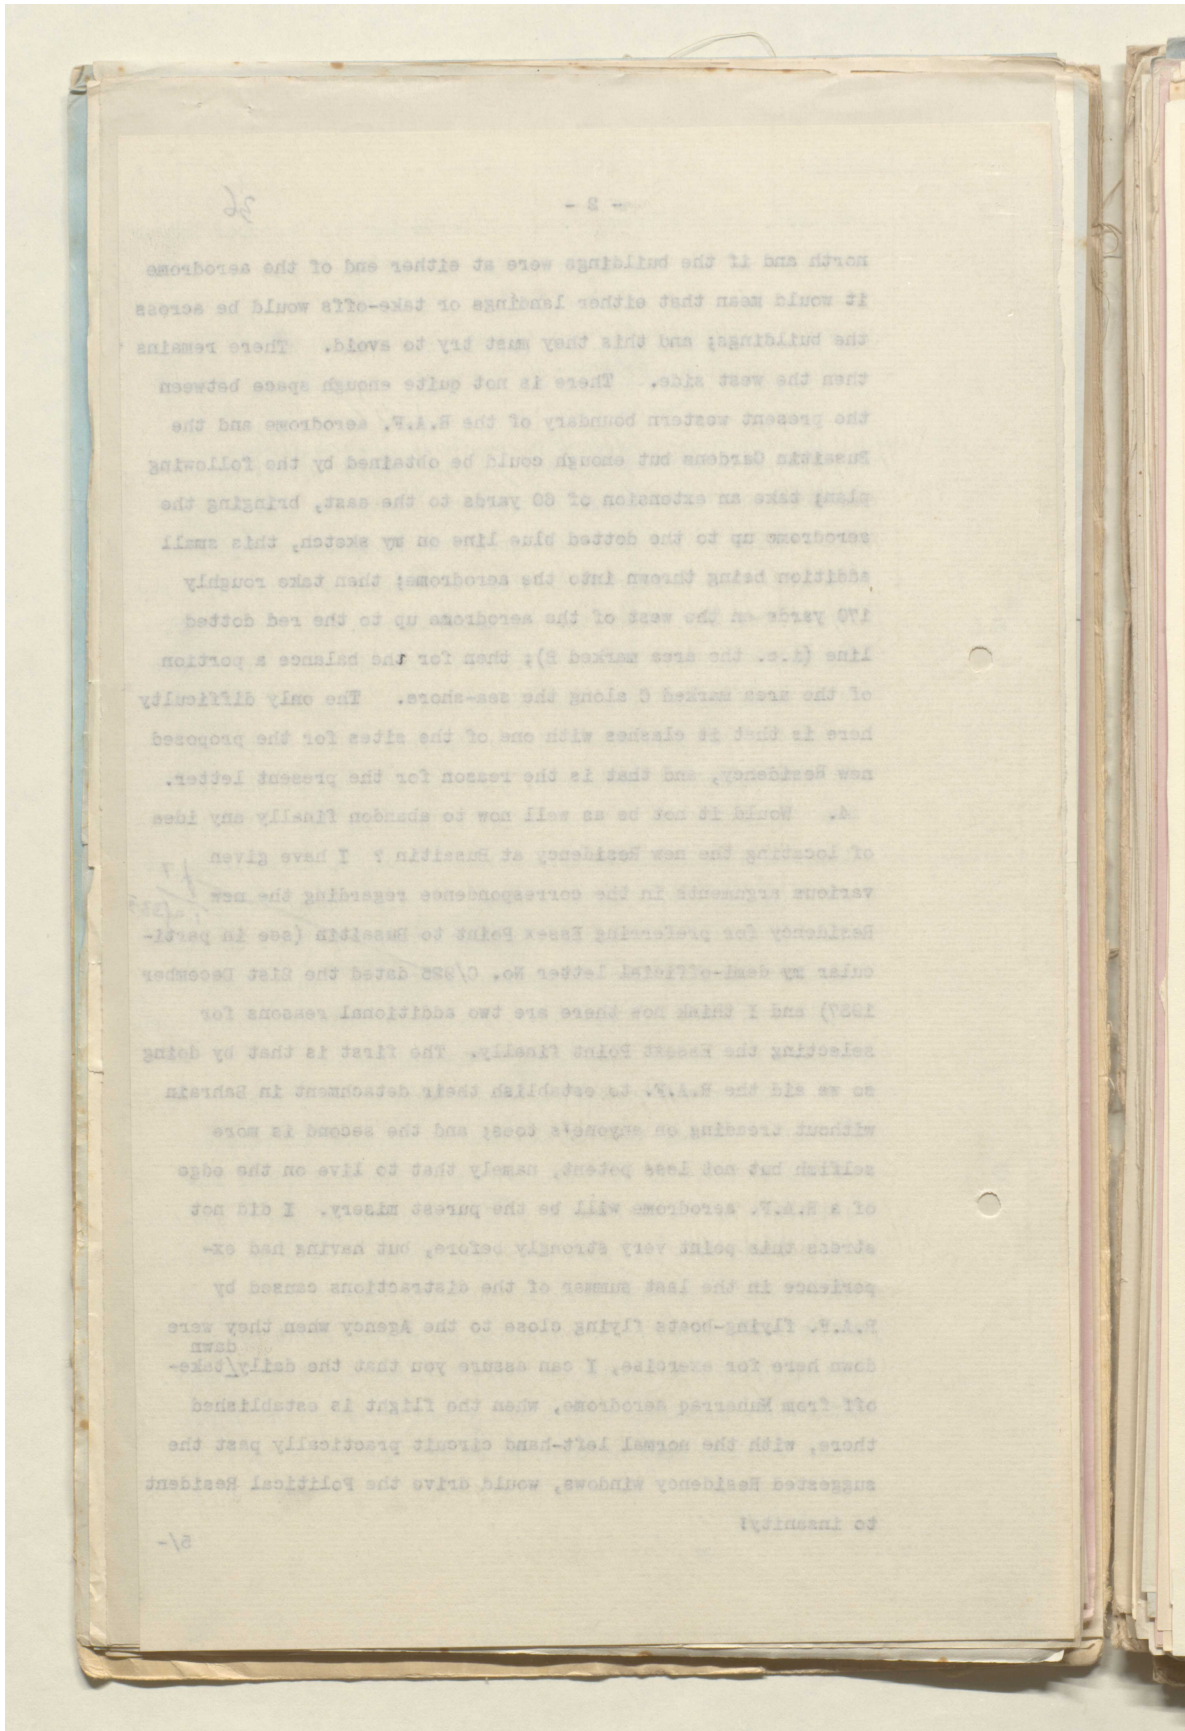 - 2 -
36
north and if the buildings were at either end of the aerodrome
it would mean that either landings or take-offs would be across
the buildings; and this they must try to avoid. There remains
then the west side. There is not quite enough space between
the present western boundary of the R.A.F. aerodrome and the
Busaitin Gardens but enough could be obtained by the following
plan; take an extension of 60 yards to the east, bringing the
aerodrome up to the dotted blue line on my sketch, this small
addition being thrown into the aerodrome; then take roughly
170 yards on the west of the aerodrome up to the red dotted
line (i.e. the area marked B); then for the balance a portion
of the area marked C along the sea-shore. The only difficulty
here is that it clashes with one of the sites for the proposed
new Residency, and that is the reason for the present letter.
4. Would it not be as well now to abandon finally any idea
of locating the new Residency at Busaitin ? I have given
various arguments in the correspondence regarding the new
Residency for preferring Essex Point to Busaitin (see in parti-
cular my demi-official letter No. C/925 dated the 21st December
1937) and I think now there are two additional reasons for
selecting the Essex Point finally. The first is that by doing
so we aid the R.A.F. to establish their detachment in Bahrain
without treading on anyone's toes; and the second is more
selfish but not less potent, namely that to live on the edge
of a R.A.F. aerodrome will be the purest misery. I did not
stress this point very strongly before, but having had ex-
perience in the last summer of the distractions caused by
R.A.F. flying-boats flying close to the Agency when they were
dawn
down here for exercise, I can assure you that the daily/take-
off from Muharraq Aerodrome, when the flight is established
there, with the normal left-hand circuit practically past the
suggested Residency windows, would drive the Political Resident
to insanity!
5/-